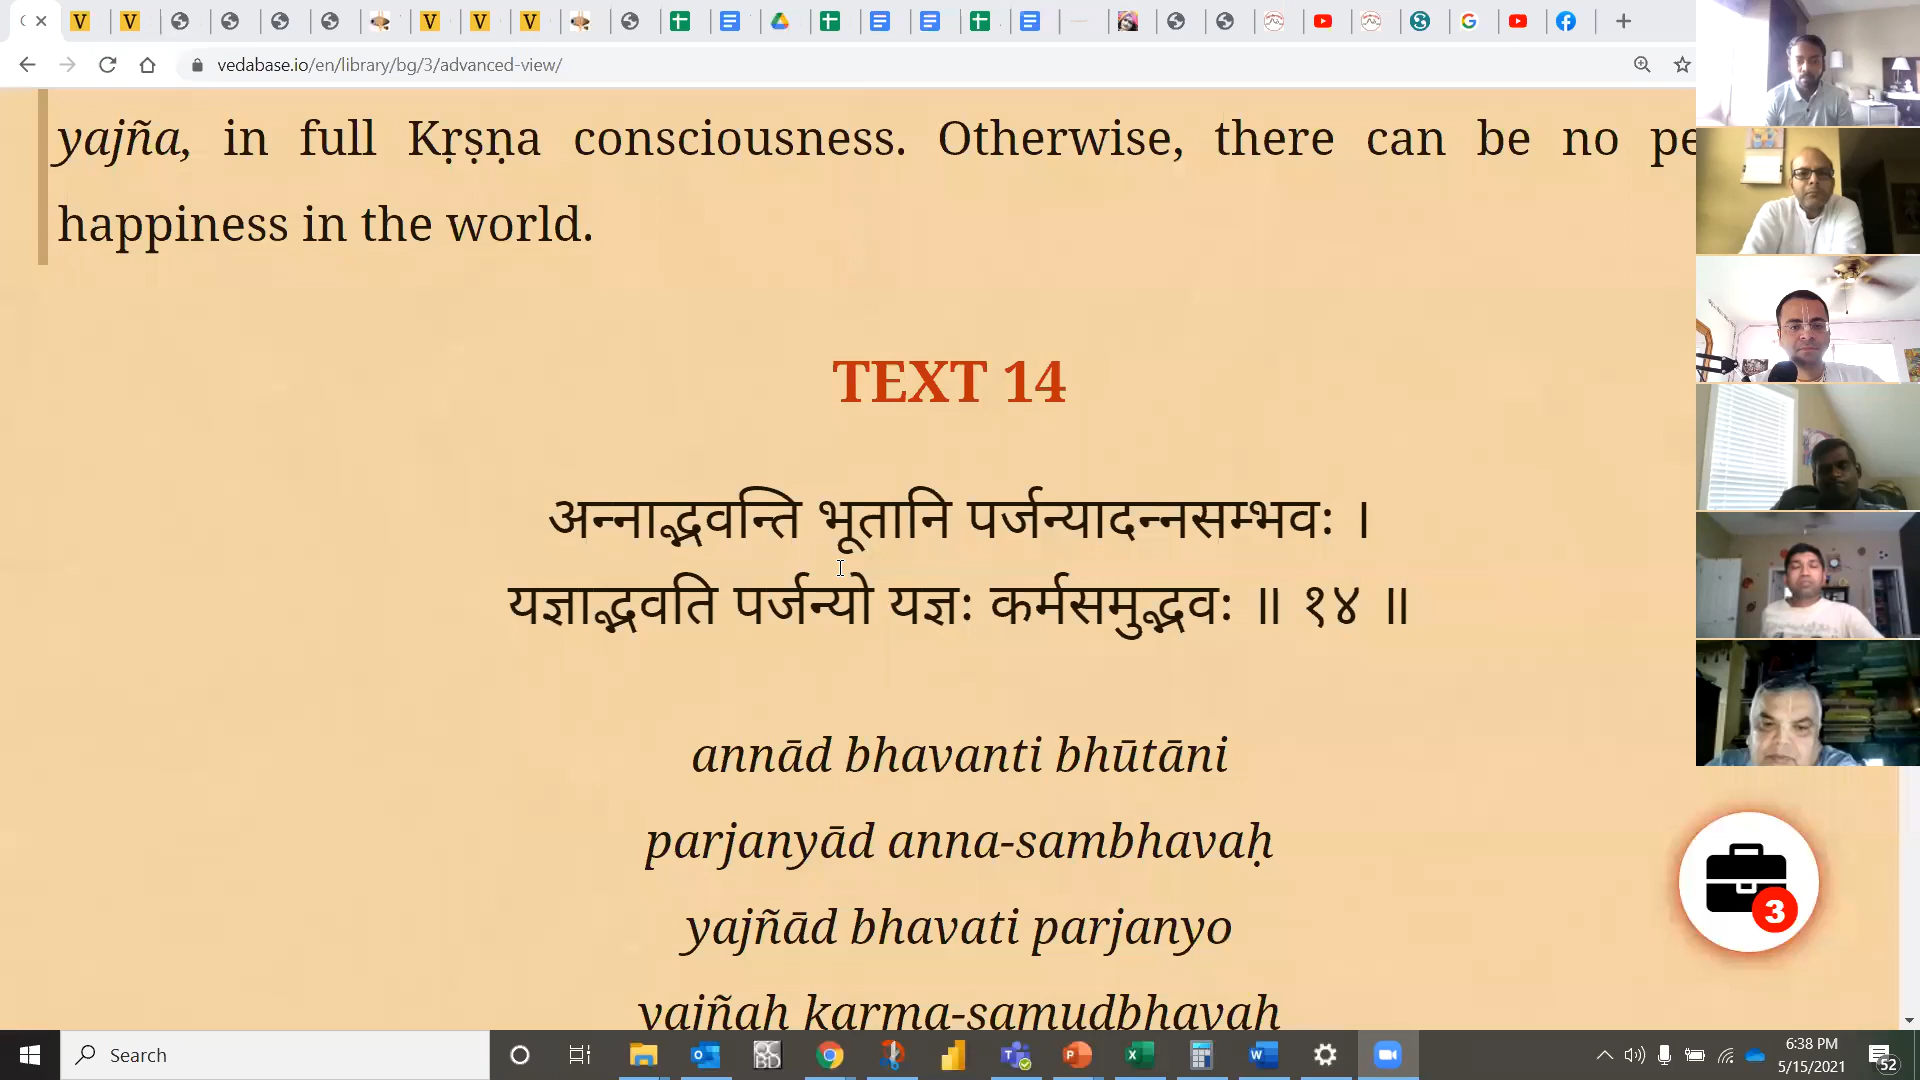 vedabase.io/en/library/bg/3/advanced-view/
yajña, in full Kṛṣṇa consciousness. Otherwise, there can be no pe
happiness in the world.
TEXT 14
अन्नाद्भ‍वन्ति भूतानि पर्जन्यादन्नसम्भवः ।
यज्ञाद्भ‍वति पर्जन्यो यज्ञः कर्मसमुद्भ‍वः ॥ १४ ॥
annād bhavanti bhūtāni
parjanyād anna-sambhavaḥ
yajñād bhavati parjanyo
yajñaḥ karma-samudbhavaḥ
3
Search
6:38 PM
5/15/2021
52